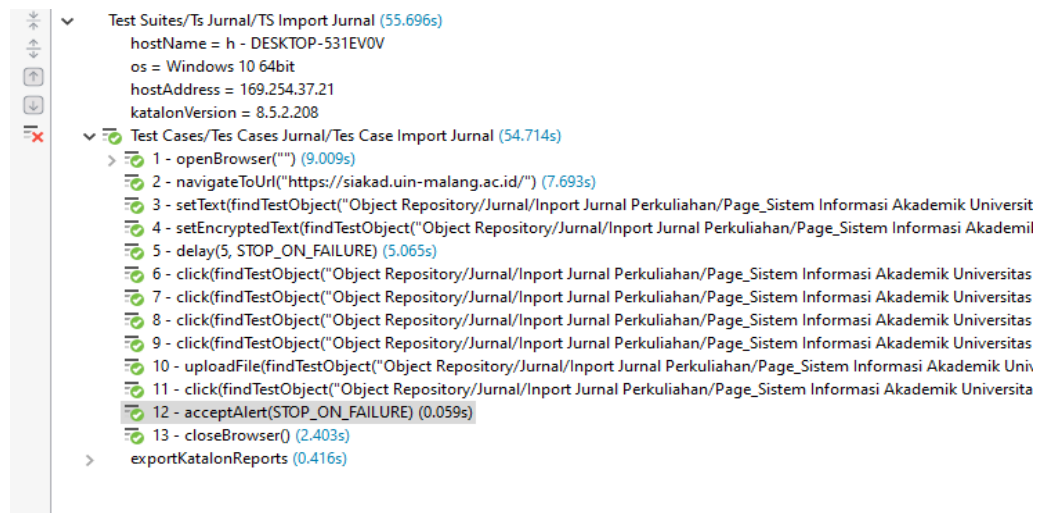 Test Suites/Ts Jurnal/TS Import Jurnal (55.696s)
hostName = h - DESKTOP-531EV0V
os = Windows 10 64bit
hostAddress = 169.254.37.21
katalonVersion = 8.5.2.208
Test Cases/Tes Cases Jurnal/Tes Case Import Jurnal (54.714s)
1 - openBrowser("") (9.009s)
2 - navigateToUrl("https://siakad.uin-malang.ac.id/") (7.693s)
3 - setText(findTestObject("Object Repository/Jurnal/Inport Jurnal Perkuliahan/Page_Sistem Informasi Akademik Universit
4 - setEncryptedText(findTestObject("Object Repository/Jurnal/Inport Jurnal Perkuliahan/Page_Sistem Informasi Akademi
5 - delay(5, STOP_ON_FAILURE) (5.065s)
6 - click(findTestObject("Object Repository/Jurnal/Inport Jurnal Perkuliahan/Page_Sistem Informasi Akademik Universitas
7 - click(findTestObject("Object Repository/Jurnal/Inport Jurnal Perkuliahan/Page_Sistem Informasi Akademik Universitas
8 - click(findTestObject("Object Repository/Jurnal/Inport Jurnal Perkuliahan/Page_Sistem Informasi Akademik Universitas
9 - click(findTestObject("Object Repository/Jurnal/Inport Jurnal Perkuliahan/Page_Sistem Informasi Akademik Universitas
10 - uploadFile(findTestObject("Object Repository/Jurnal/Inport Jurnal Perkuliahan/Page_Sistem Informasi Akademik Univ
11 - click(findTestObject("Object Repository/Jurnal/Inport Jurnal Perkuliahan/Page_Sistem Informasi Akademik Universita
12 - acceptAlert(STOP_ON_FAILURE) (0.059s)
13 - closeBrowser() (2.403s)
exportKatalonReports (0.416s)